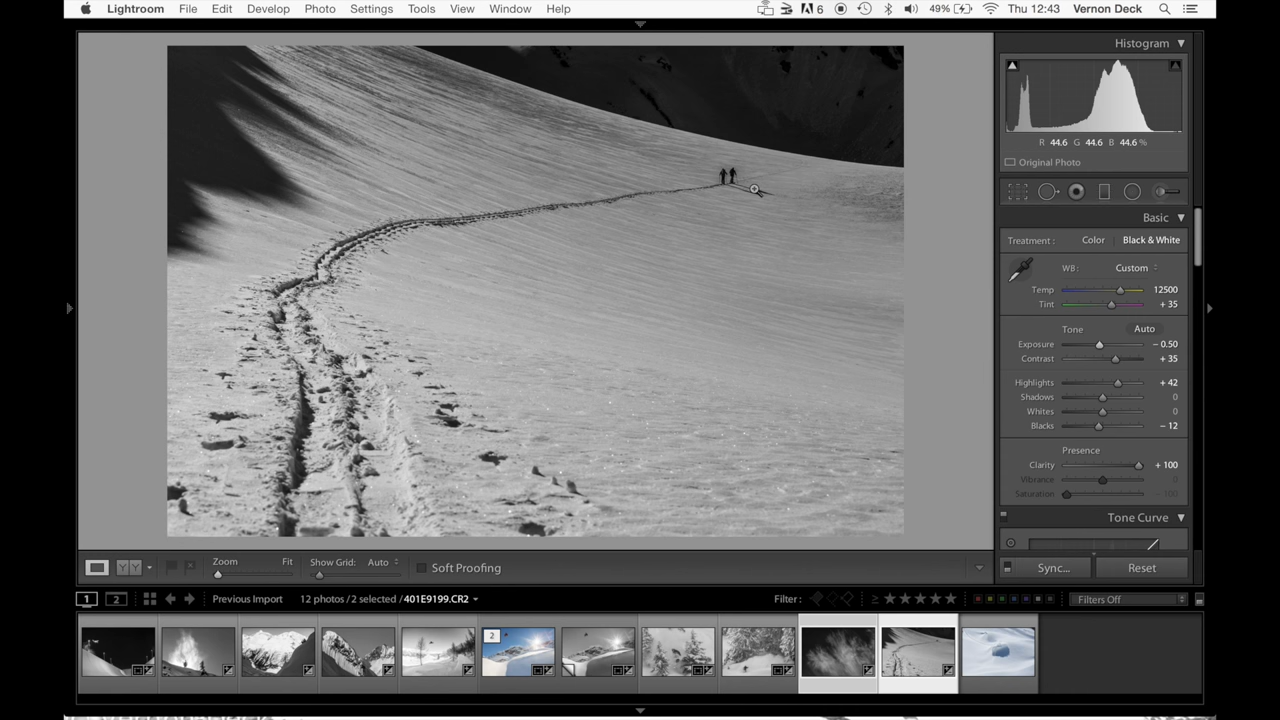 Lightroom File Edit Develop Photo Settings Tools View Window Help 6 49% Thu 12:43 Vernon Deck
Histogram
R 44.6 G 44.6 B 44.6 %
Original Photo
Basic
Treatment : Color Black & White
WB : Custom
Temp 12500
Tint + 35
Tone Auto
Exposure − 0.50
Contrast + 35
Highlights + 42
Shadows 0
Whites 0
Blacks − 12
Presence
Clarity + 100
Vibrance
Saturation − 100
Tone Curve
YY Zoom Fit Show Grid: Auto Soft Proofing Sync... Reset
1 2 Previous Import 12 photos / 2 selected / 401E9199.CR2 Filter : ≥ Filters Off
2